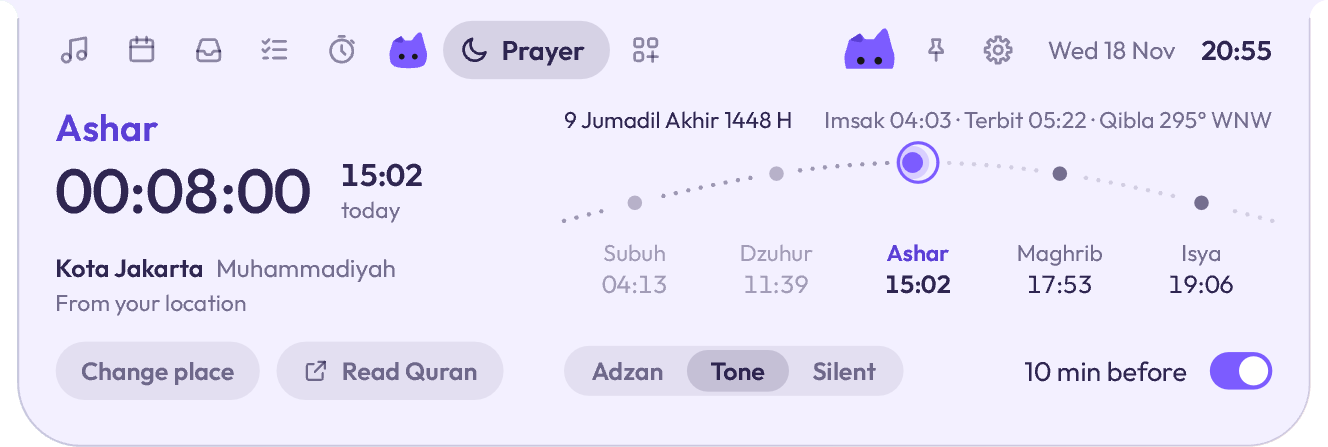 Prayer
Wed 18 Nov 20:55
Ashar
00:08:00 15:02
today
Kota Jakarta Muhammadiyah
From your location
Change place Read Quran
9 Jumadil Akhir 1448 H Imsak 04:03 · Terbit 05:22 · Qibla 295° WNW
Subuh Dzuhur Ashar Maghrib Isya
04:13 11:39 15:02 17:53 19:06
Adzan Tone Silent 10 min before